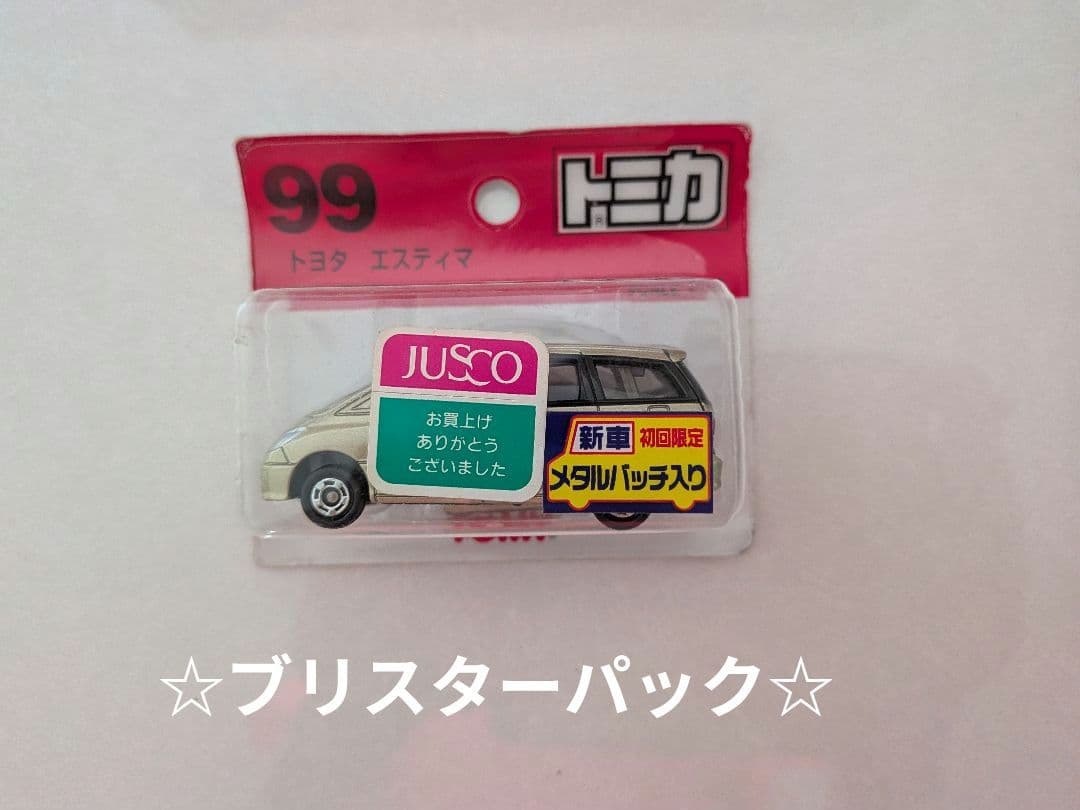 99
トミカ
トヨタ エスティマ
JUSCO
お買上げ
ありがとう
ございました
新車 初回限定
メタルバッチ入り
☆ブリスターパック☆